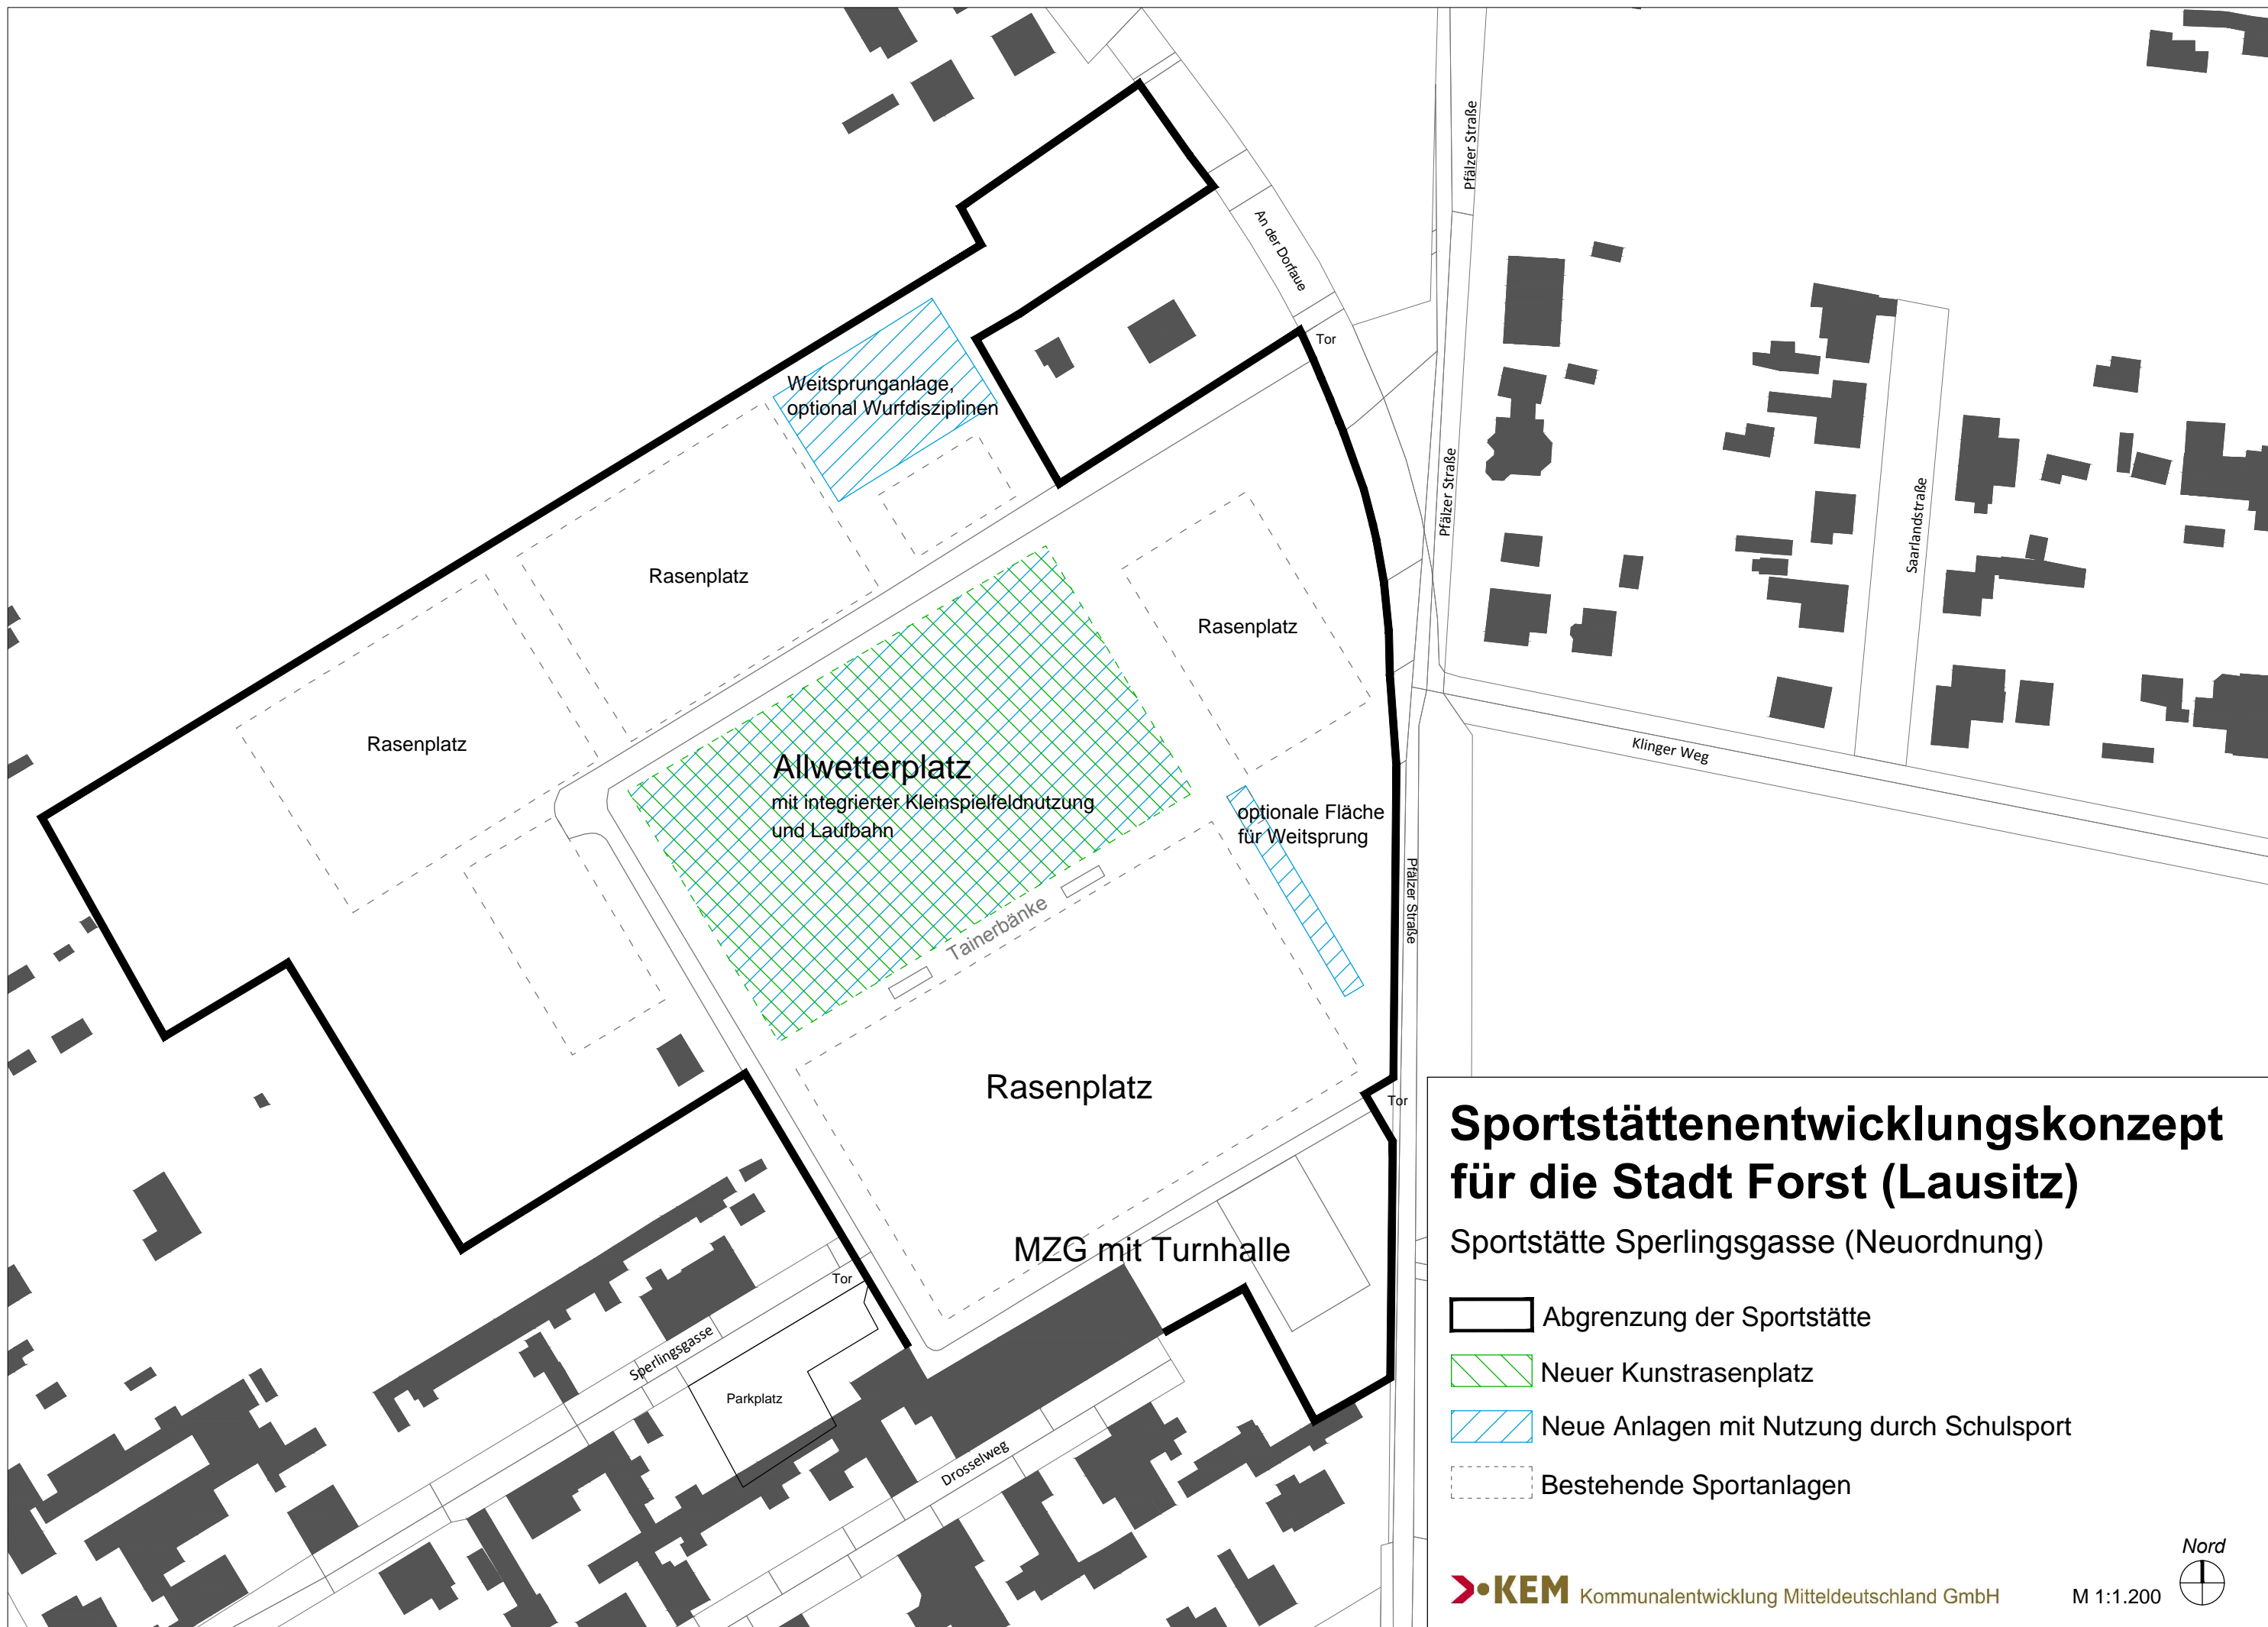 Pfälzer Straße
An der Dorfaue
Tor
Weitsprunganlage,
optional Wurfdisziplinen
Pfälzer Straße
Saarlandstraße
Rasenplatz
Rasenplatz
Rasenplatz
Klinger Weg
Allwetterplatz
mit integrierter Kleinspielfeldnutzung
und Laufbahn
optionale Fläche
für Weitsprung
Pfälzer Straße
Tainerbänke
Rasenplatz
Tor
MZG mit Turnhalle
Tor
Sperlingsgasse
Parkplatz
Drosselweg
Sportstättenentwicklungskonzept
für die Stadt Forst (Lausitz)
Sportstätte Sperlingsgasse (Neuordnung)
Abgrenzung der Sportstätte
Neuer Kunstrasenplatz
Neue Anlagen mit Nutzung durch Schulsport
Bestehende Sportanlagen
KEM Kommunalentwicklung Mitteldeutschland GmbH
M 1:1.200
Nord